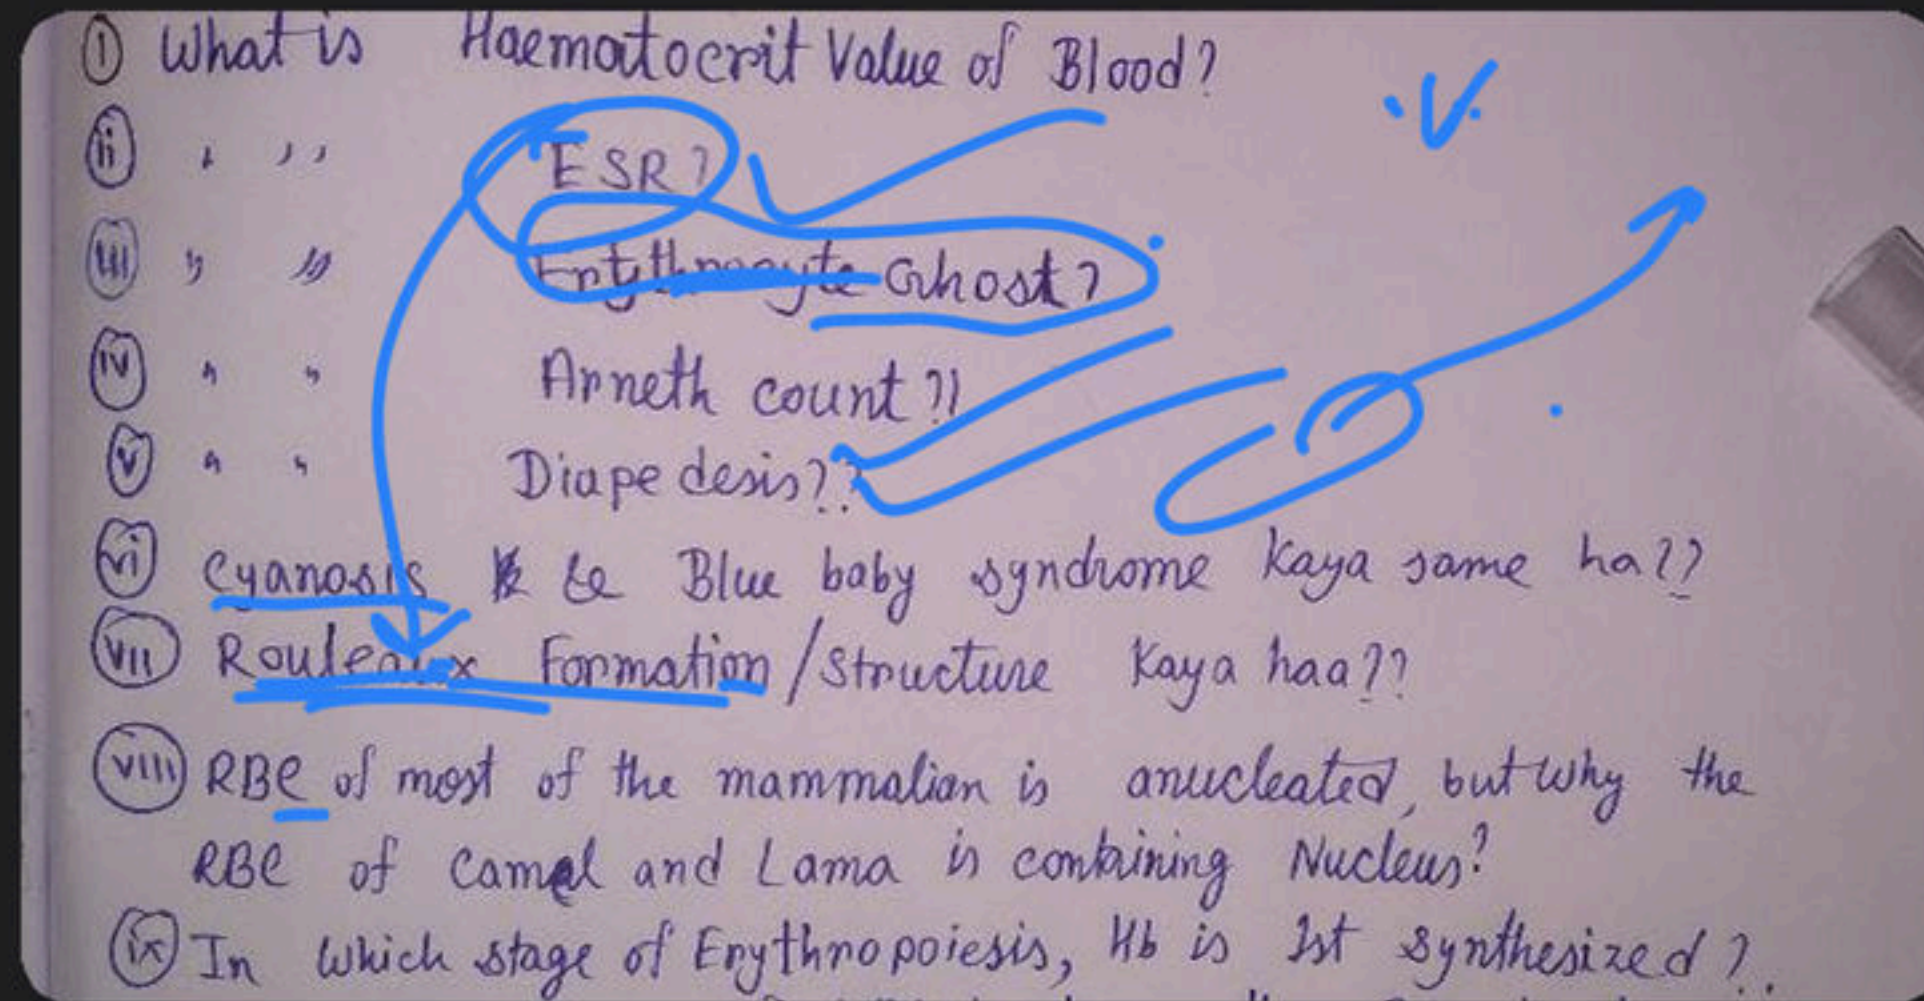 ① What is Haematocrit Value of Blood?
ⅱ " " ESR?
ⅲ " " Erythrocyte Ghost?
ⅳ " " Arneth count??
ⅴ " " Diapedesis??
ⅵ Cyanosis & Blue baby syndrome kaya same ha??
ⅶ Rouleaux Formation/Structure kaya haa??
ⅷ RBC of most of the mammalian is anucleated, but why the
RBC of Camel and Lama is contaning Nucleus?
ⅸ In which stage of Erythropoiesis, Hb is 1st synthesized?